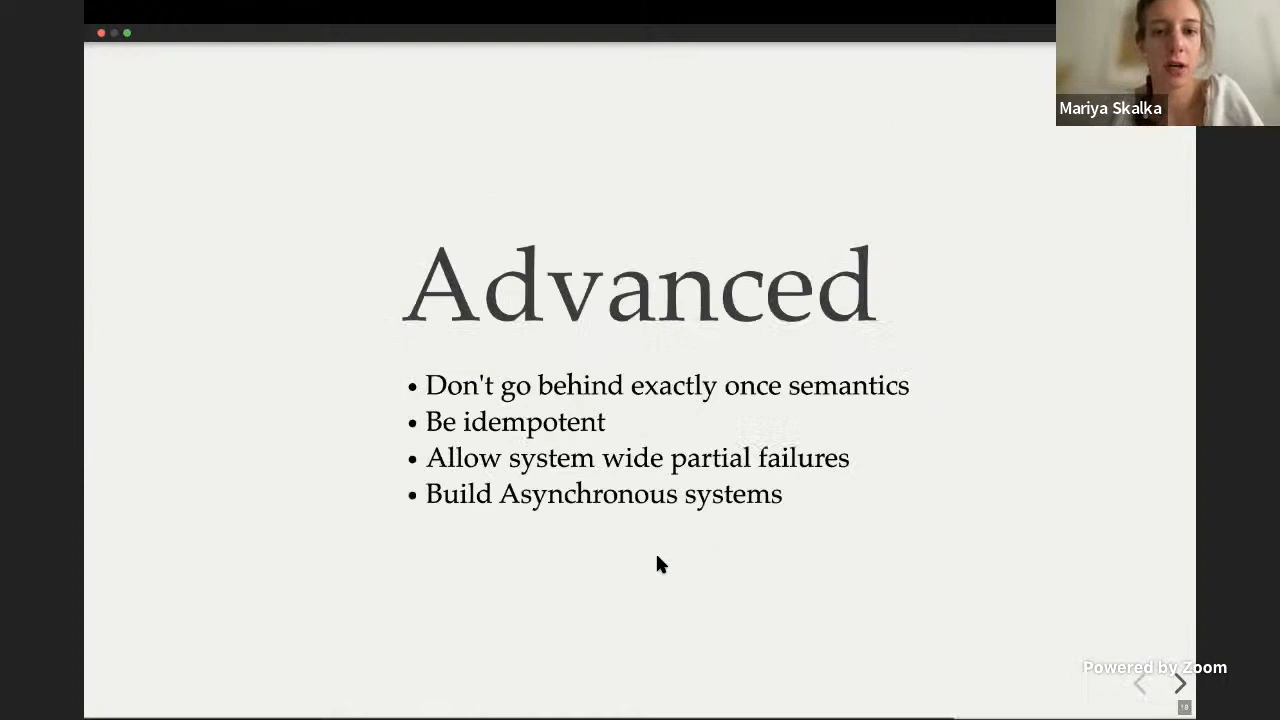 Mariya Skalka
Advanced
• Don't go behind exactly once semantics
• Be idempotent
• Allow system wide partial failures
• Build Asynchronous systems
Powered by Zoom